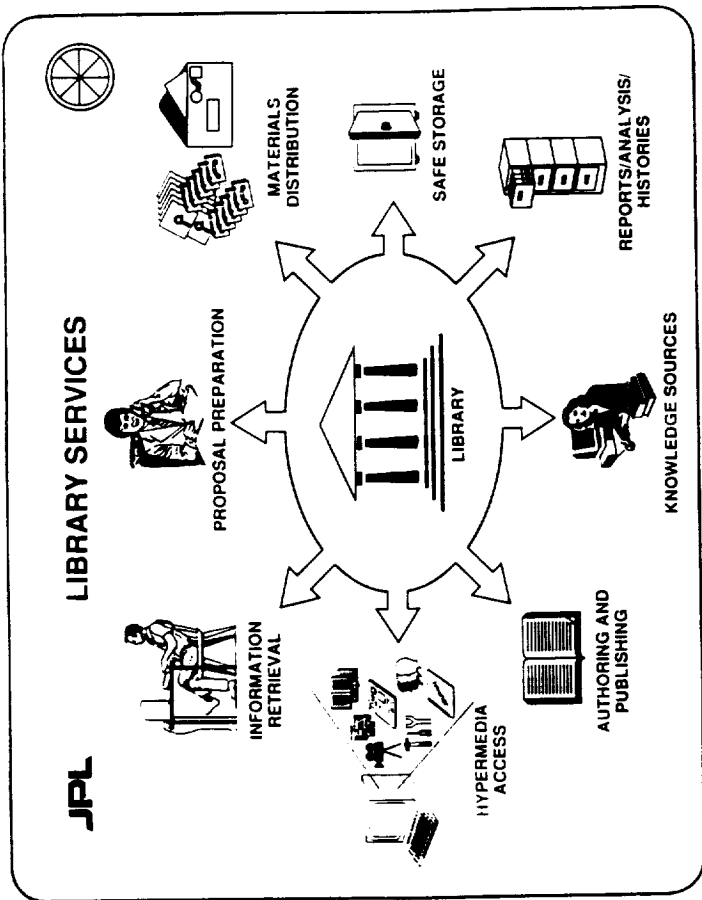 JPL
LIBRARY SERVICES
INFORMATION
RETRIEVAL
PROPOSAL PREPARATION
MATERIALS
DISTRIBUTION
HYPERMEDIA
ACCESS
LIBRARY
SAFE STORAGE
AUTHORING AND
PUBLISHING
KNOWLEDGE SOURCES
REPORTS/ANALYSIS/
HISTORIES